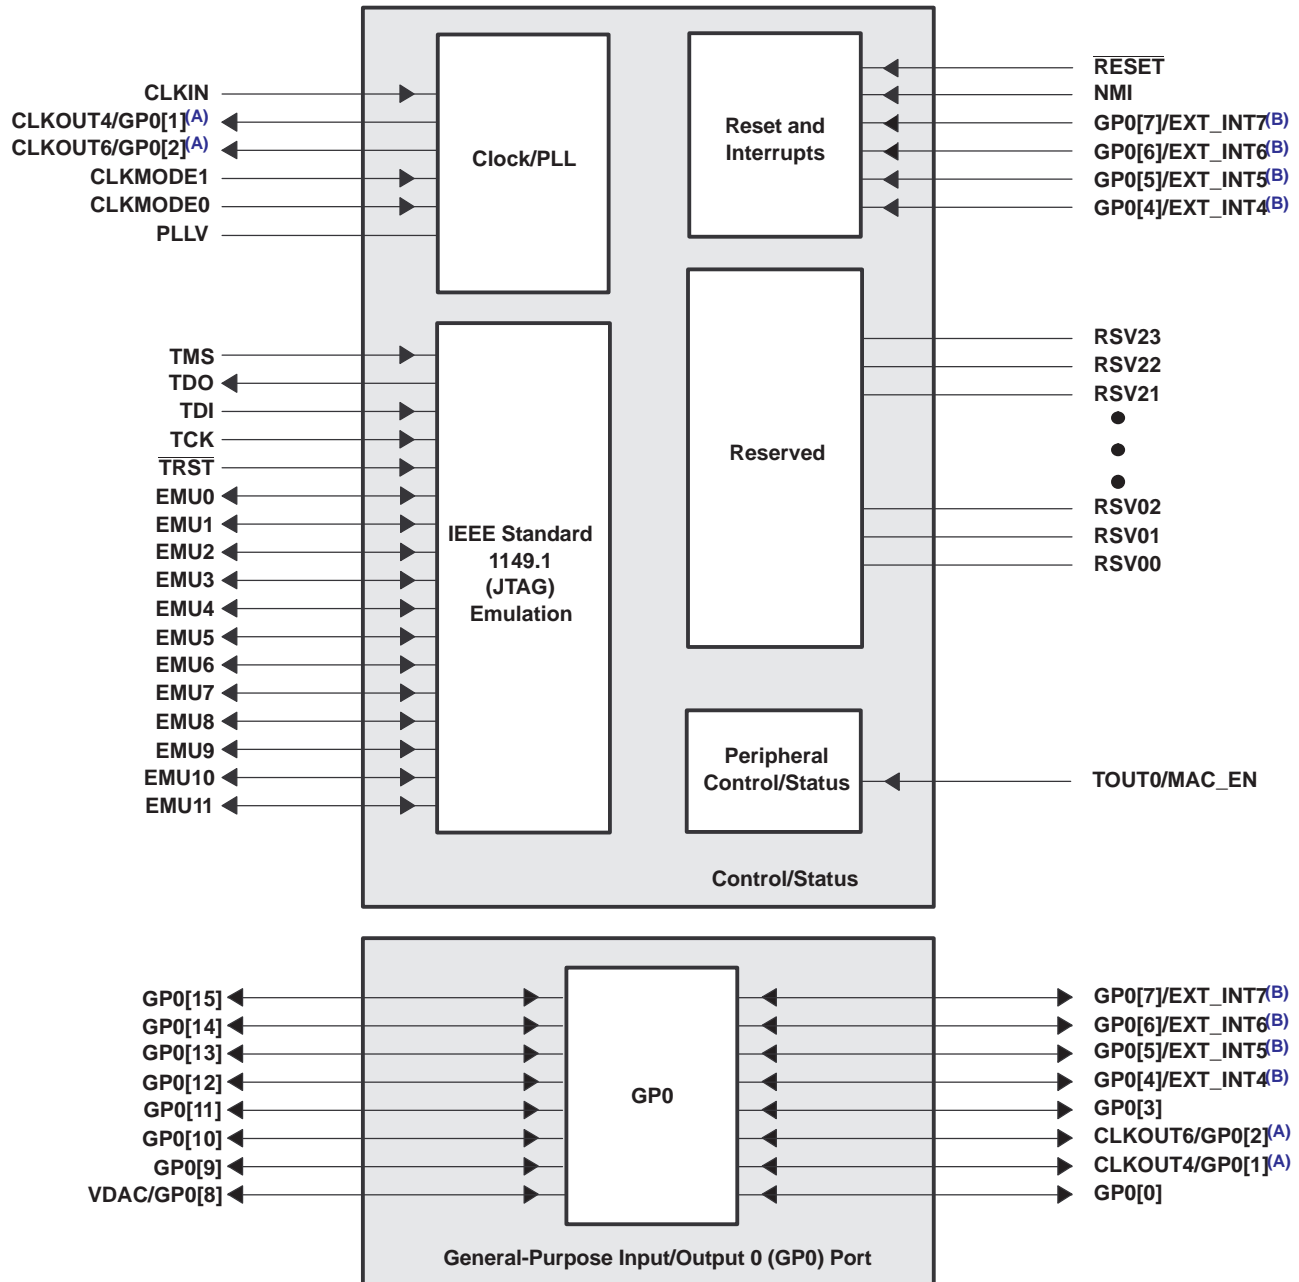 CLKIN
CLKOUT4/GP0[1](A)
CLKOUT6/GP0[2](A)
CLKMODE1
CLKMODE0
PLLV
Clock/PLL
Reset and
Interrupts
RESET
NMI
GP0[7]/EXT_INT7(B)
GP0[6]/EXT_INT6(B)
GP0[5]/EXT_INT5(B)
GP0[4]/EXT_INT4(B)
TMS
TDO
TDI
TCK
TRST
EMU0
EMU1
EMU2
EMU3
EMU4
EMU5
EMU6
EMU7
EMU8
EMU9
EMU10
EMU11
IEEE Standard
1149.1
(JTAG)
Emulation
Reserved
RSV23
RSV22
RSV21
RSV02
RSV01
RSV00
Peripheral
Control/Status
TOUT0/MAC_EN
Control/Status
GP0[15]
GP0[14]
GP0[13]
GP0[12]
GP0[11]
GP0[10]
GP0[9]
VDAC/GP0[8]
GP0
GP0[7]/EXT_INT7(B)
GP0[6]/EXT_INT6(B)
GP0[5]/EXT_INT5(B)
GP0[4]/EXT_INT4(B)
GP0[3]
CLKOUT6/GP0[2](A)
CLKOUT4/GP0[1](A)
GP0[0]
General-Purpose Input/Output 0 (GP0) Port